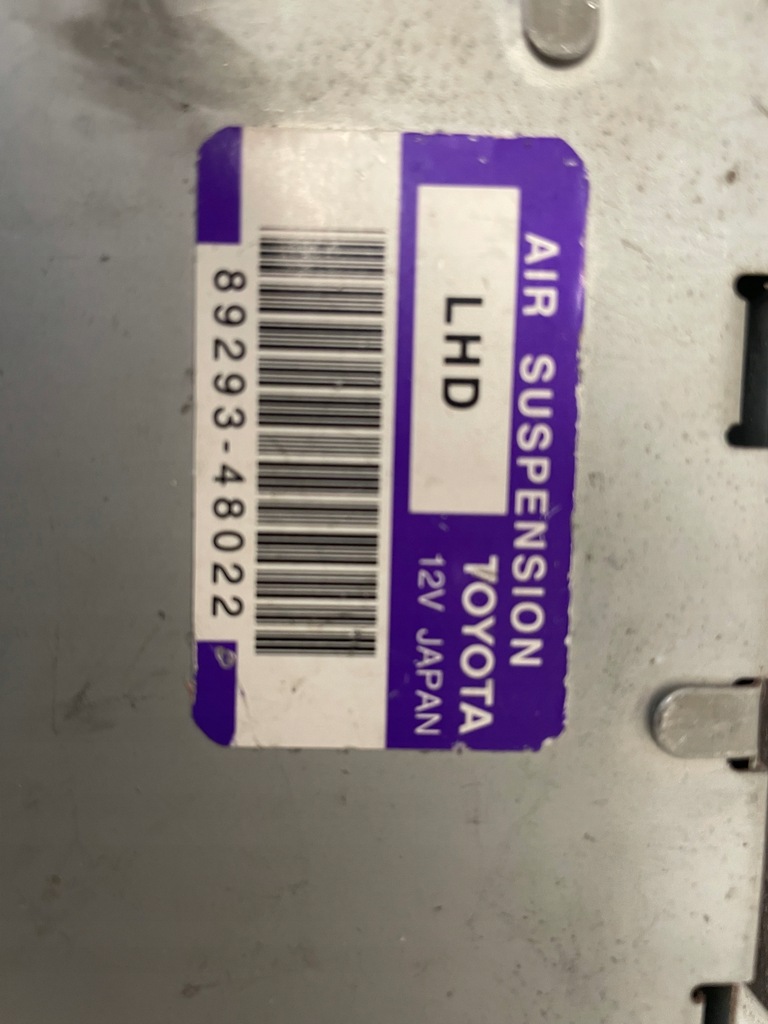 AIR SUSPENSION
LHD
TOYOTA
12V JAPAN
89293-48022